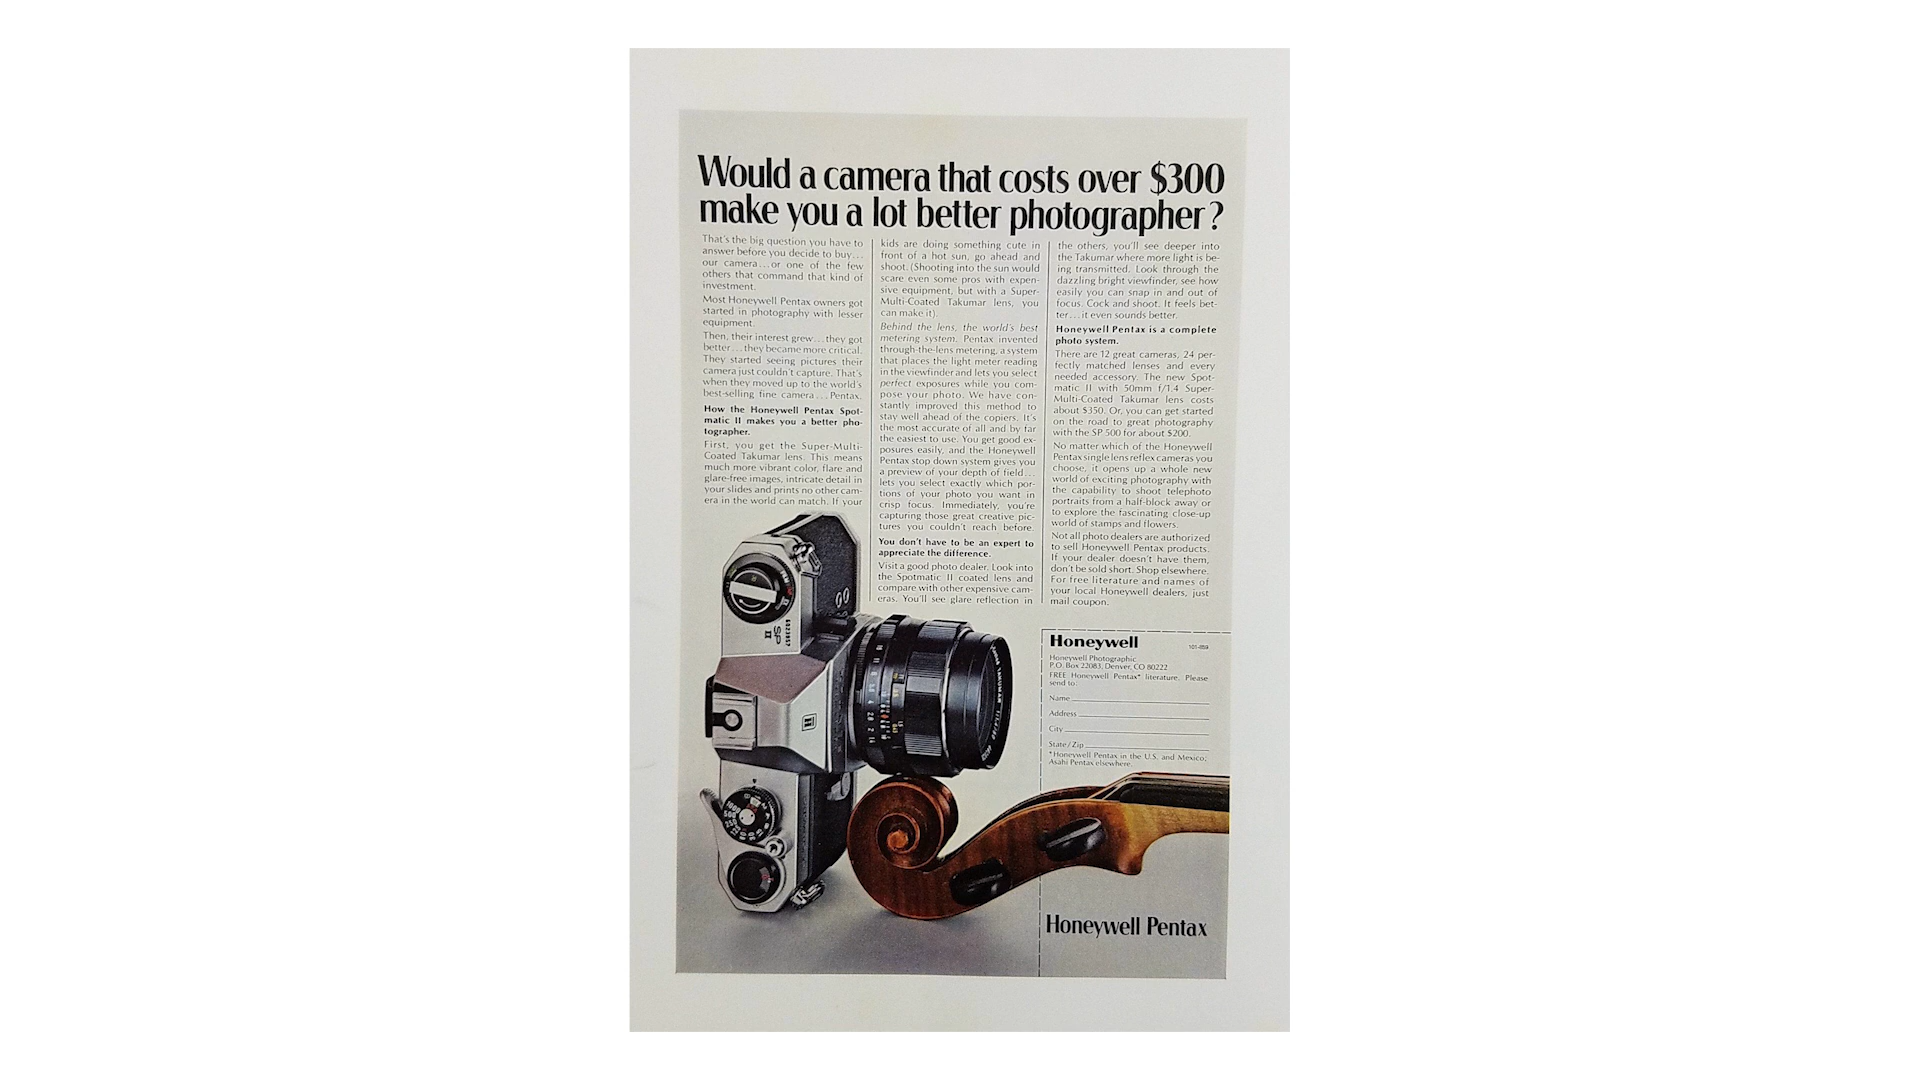 Would a camera that costs over $300
make you a lot better photographer?
That's the big question you have to
answer before you decide to buy...
our camera...or one of the few
others that command that kind of
investment.
Most Honeywell Pentax owners got
started in photography with lesser
equipment.
Then, their interest grew...they got
better...they became more critical.
They started seeing pictures their
camera just couldn't capture. That's
when they moved up to the world's
best-selling fine camera...Pentax.
How the Honeywell Pentax Spot-
matic II makes you a better pho-
tographer.
First, you get the Super-Multi-
Coated Takumar lens. This means
much more vibrant color, flare and
glare-free images, intricate detail in
your slides and prints no other cam-
era in the world can match. If your
kids are doing something cute in
front of a hot sun, go ahead and
shoot. (Shooting into the sun would
scare even some pros with expen-
sive equipment, but with a Super-
Multi-Coated Takumar lens, you
can make it).
Behind the lens, the world's best
metering system. Pentax invented
through-the-lens metering, a system
that places the light meter reading
in the viewfinder and lets you select
perfect exposures while you com-
pose your photo. We have con-
stantly improved this method to
stay well ahead of the copiers. It's
the most accurate of all and by far
the easiest to use. You get good ex-
posures easily, and the Honeywell
Pentax stop down system gives you
a preview of your depth of field...
lets you select exactly which por-
tions of your photo you want in
crisp focus. Immediately, you're
capturing those great creative pic-
tures you couldn't reach before.
You don't have to be an expert to
appreciate the difference.
Visit a good photo dealer. Look into
the Spotmatic II coated lens and
compare with other expensive cam-
eras. You'll see glare reflection in
the others, you'll see deeper into
the Takumar where more light is be-
ing transmitted. Look through the
dazzling bright viewfinder, see how
easily you can snap in and out of
focus. Cock and shoot. It feels bet-
ter...it even sounds better.
Honeywell Pentax is a complete
photo system.
There are 12 great cameras, 24 per-
fectly matched lenses and every
needed accessory. The new Spot-
matic II with 50mm f/1.4 Super-
Multi-Coated Takumar lens costs
about $350. Or, you can get started
on the road to great photography
with the SP 500 for about $200.
No matter which of the Honeywell
Pentax single lens reflex cameras you
choose, it opens up a whole new
world of exciting photography with
the capability to shoot telephoto
portraits from a half-block away or
to explore the fascinating close-up
world of stamps and flowers.
Not all photo dealers are authorized
to sell Honeywell Pentax products.
If your dealer doesn't have them,
don't be sold short. Shop elsewhere.
For free literature and names of
your local Honeywell dealers, just
mail coupon.
SP
II
TAKUMAR
1000
500
250
Honeywell
101-859
Honeywell Photographic
P.O. Box 22083, Denver, CO 80222
FREE Honeywell Pentax* literature. Please
send to:
Name
Address
City
State/Zip
*Honeywell Pentax in the U.S. and Mexico;
Asahi Pentax elsewhere.
Honeywell Pentax